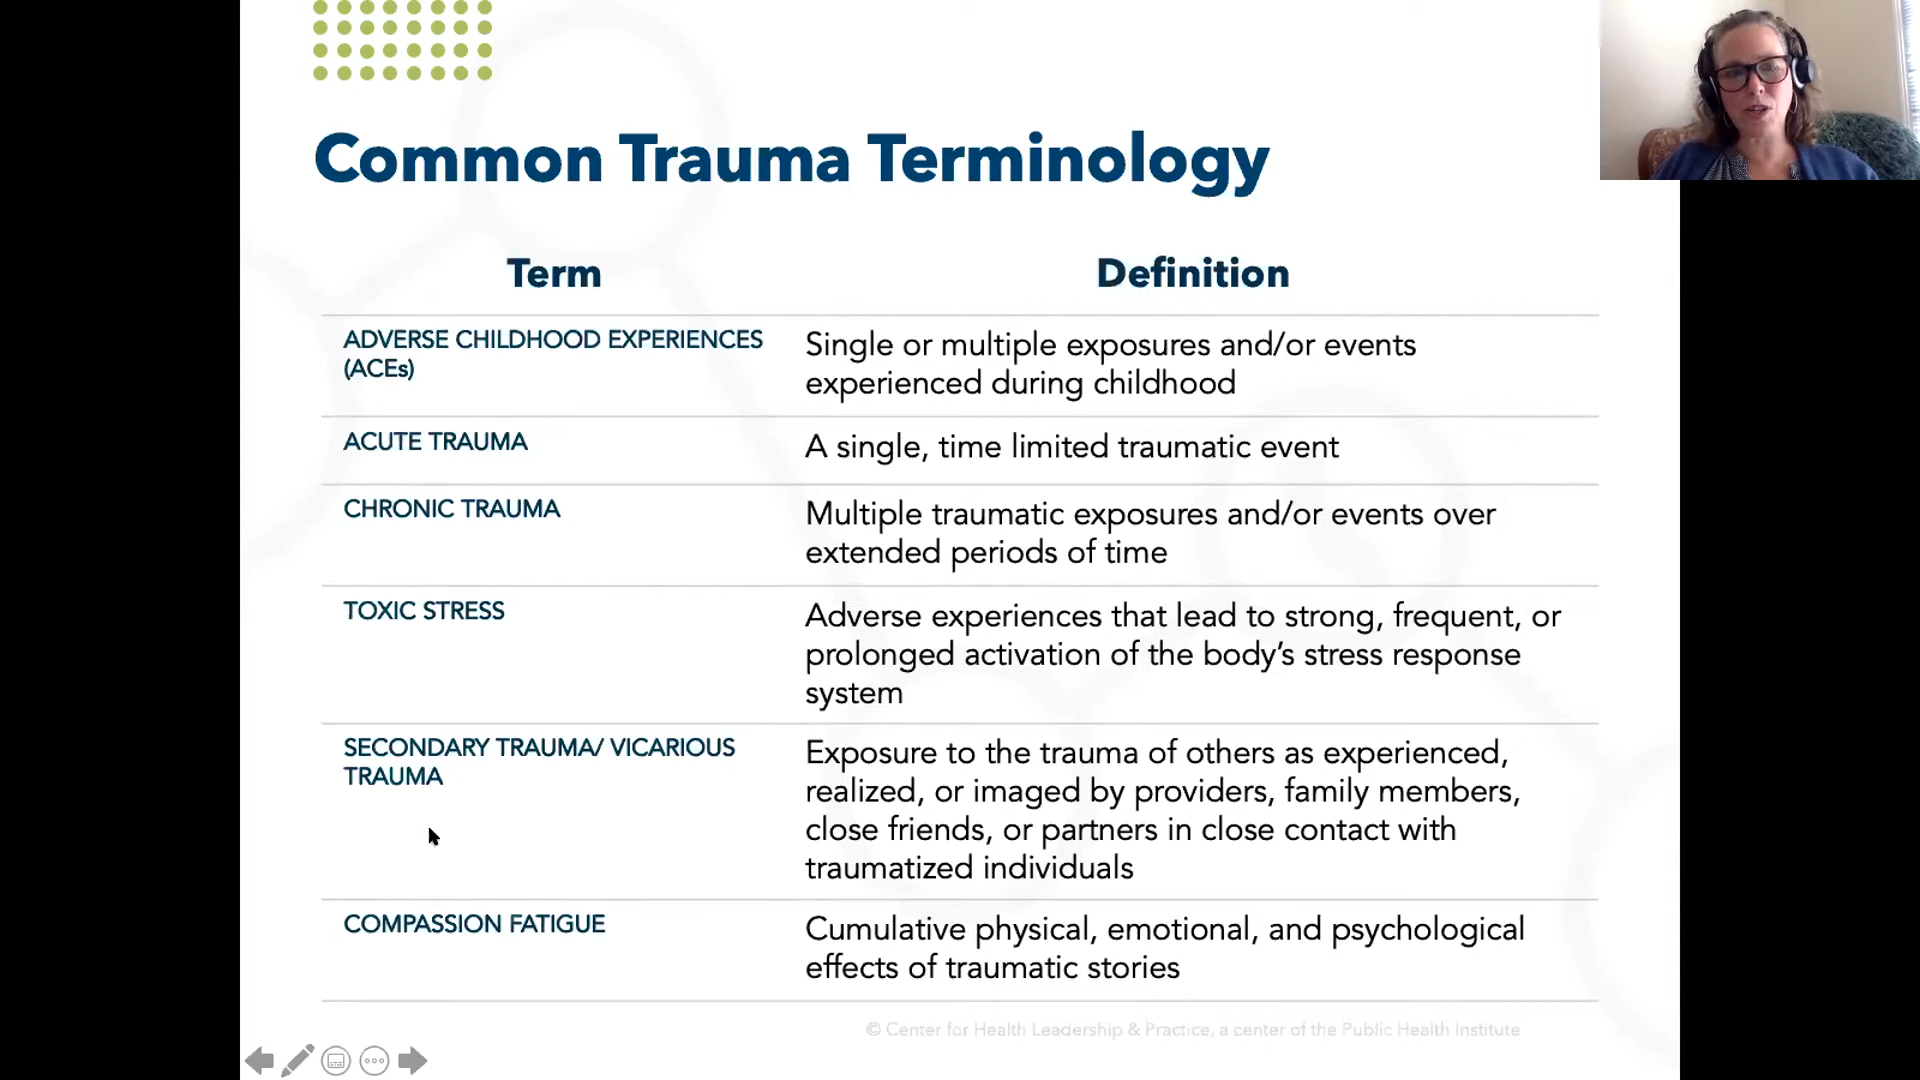 Common Trauma Terminology
Term
Definition
ADVERSE CHILDHOOD EXPERIENCES
(ACEs)
Single or multiple exposures and/or events
experienced during childhood
ACUTE TRAUMA
A single, time limited traumatic event
CHRONIC TRAUMA
Multiple traumatic exposures and/or events over
extended periods of time
TOXIC STRESS
Adverse experiences that lead to strong, frequent, or
prolonged activation of the body’s stress response
system
SECONDARY TRAUMA/ VICARIOUS
TRAUMA
Exposure to the trauma of others as experienced,
realized, or imaged by providers, family members,
close friends, or partners in close contact with
traumatized individuals
COMPASSION FATIGUE
Cumulative physical, emotional, and psychological
effects of traumatic stories
© Center for Health Leadership & Practice, a center of the Public Health Institute